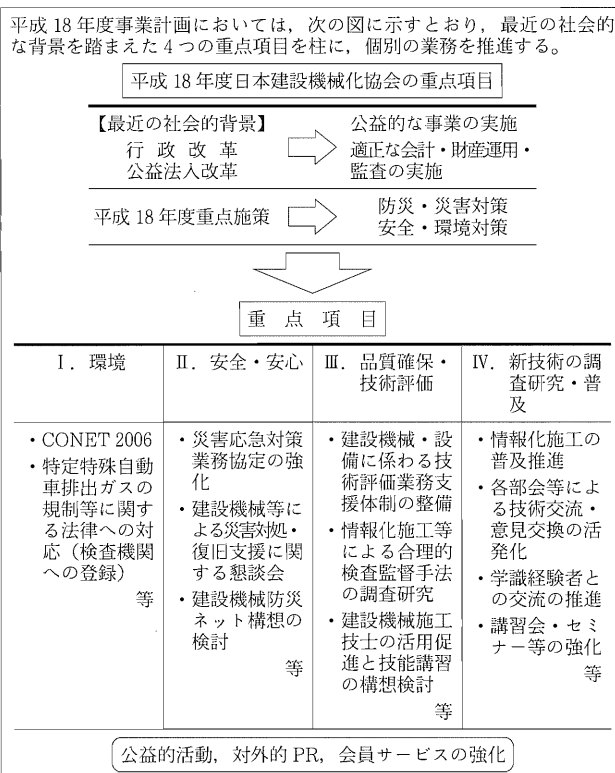 平成 18 年度事業計画においては，次の図に示すとおり，最近の社会的
な背景を踏まえた 4 つの重点項目を柱に，個別の業務を推進する。
平成 18 年度日本建設機械化協会の重点項目
【最近の社会的背景】
行 政 改 革
公益法人改革
公益的な事業の実施
適正な会計・財産運用・
監査の実施
平成 18 年度重点施策
防災・災害対策
安全・環境対策
重 点 項 目
Ⅰ．環境
・CONET 2006
・特定特殊自動
車排出ガスの
規制等に関す
る法律への対
応（検査機関
への登録）
等
Ⅱ．安全・安心
・災害応急対策
業務協定の強
化
・建設機械等に
よる災害対処・
復旧支援に関
する懇談会
・建設機械防災
ネット構想の
検討
等
Ⅲ．品質確保・
技術評価
・建設機械・設
備に係わる技
術評価業務支
援体制の整備
・情報化施工等
による合理的
検査監督手法
の調査研究
・建設機械施工
技士の活用促
進と技能講習
の構想検討
等
Ⅳ．新技術の調
査研究・普
及
・情報化施工の
普及推進
・各部会等によ
る技術交流・
意見交換の活
発化
・学識経験者と
の交流の推進
・講習会・セミ
ナー等の強化
等
公益的活動，対外的 PR，会員サービスの強化